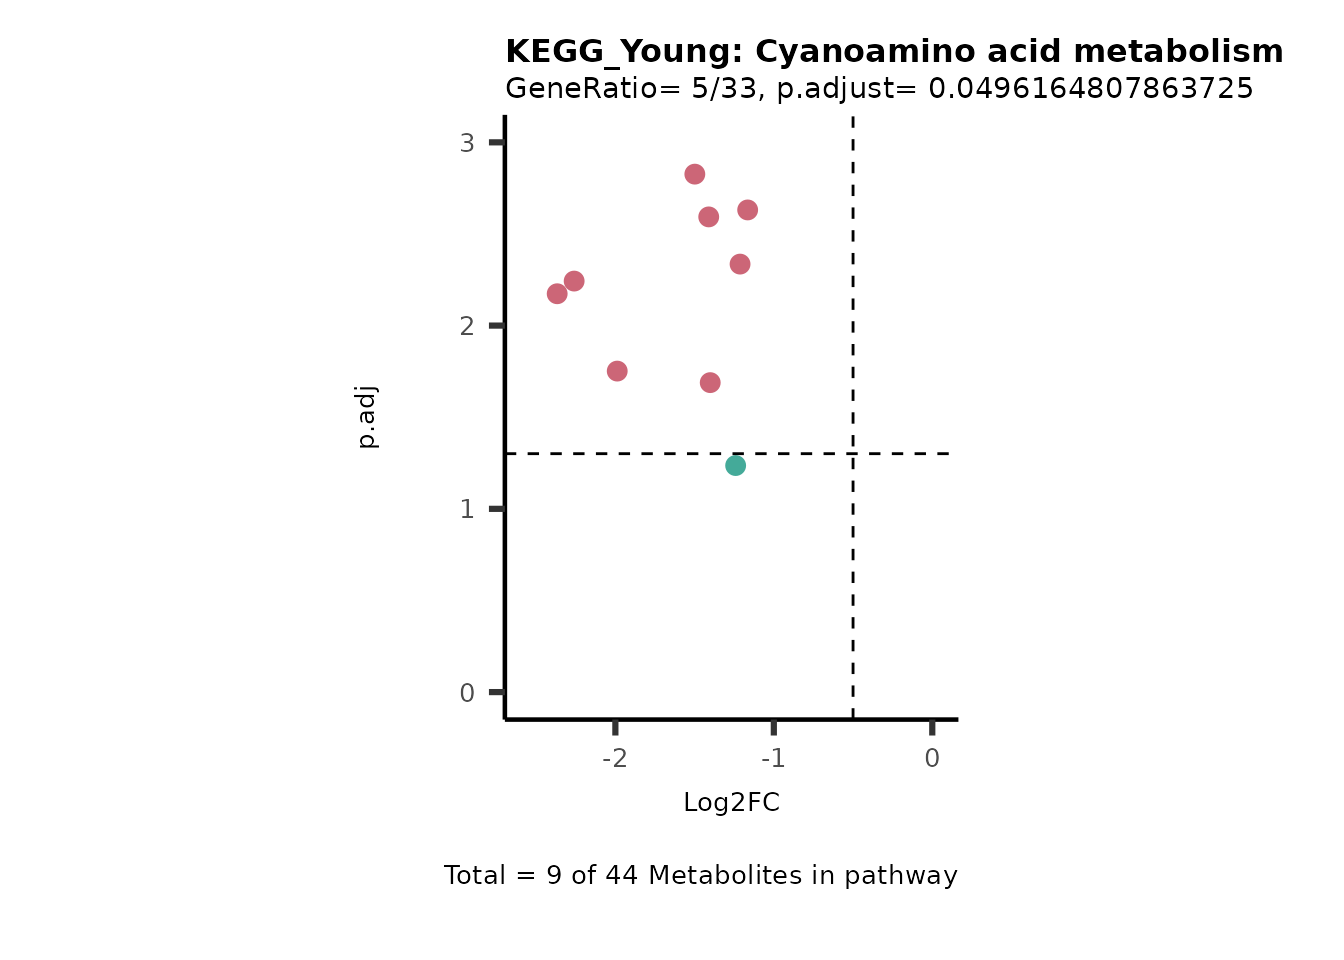 KEGG_Young: Cyanoamino acid metabolism
GeneRatio= 5/33, p.adjust= 0.0496164807863725
3
2
1
0
p.adj
-2
-1
0
Log2FC
Total = 9 of 44 Metabolites in pathway